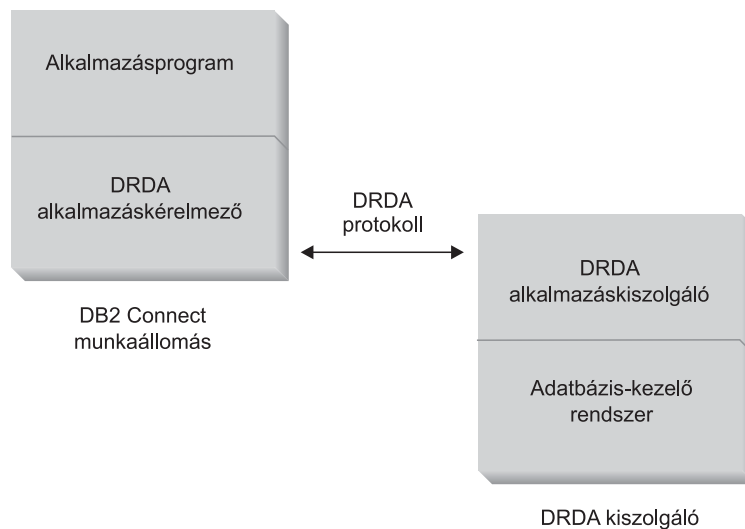 Alkalmazásprogram
DRDA
alkalmazáskérelmező
DB2 Connect
munkaállomás
DRDA
protokoll
DRDA
alkalmazáskiszolgáló
Adatbázis-kezelő
rendszer
DRDA kiszolgáló